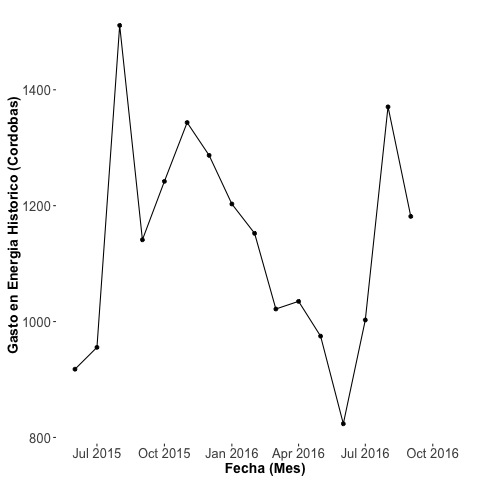 Gasto en Energia Historico (Cordobas)
1400
1200
1000
800
Jul 2015 Oct 2015 Jan 2016 Apr 2016 Jul 2016 Oct 2016
Fecha (Mes)